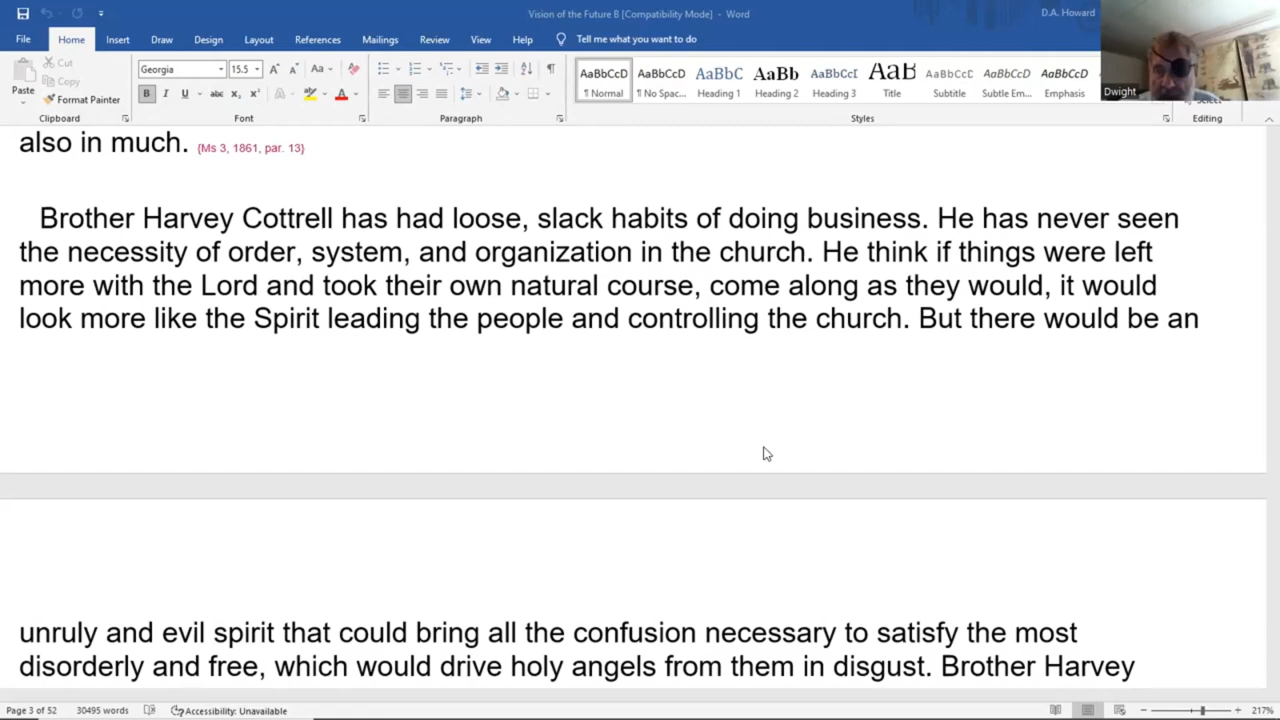 Vision of the Future B [Compatibility Mode] - Word
D.A. Howard
File Home Insert Draw Design Layout References Mailings Review View Help Tell me what you want to do
Paste
Cut
Copy
Format Painter
Georgia 15.5
AaBbCcD AaBbCcD AaBbC AaBb AaBbCcI AaB AaBbCcD AaBbCcD AaBbCcD
¶ Normal ¶ No Spac... Heading 1 Heading 2 Heading 3 Title Subtitle Subtle Em... Emphasis
Dwight
Select
Clipboard Font Paragraph Styles Editing
also in much. {Ms 3, 1861, par. 13}
Brother Harvey Cottrell has had loose, slack habits of doing business. He has never seen
the necessity of order, system, and organization in the church. He think if things were left
more with the Lord and took their own natural course, come along as they would, it would
look more like the Spirit leading the people and controlling the church. But there would be an
unruly and evil spirit that could bring all the confusion necessary to satisfy the most
disorderly and free, which would drive holy angels from them in disgust. Brother Harvey
Page 3 of 52 30495 words Accessibility: Unavailable 217%